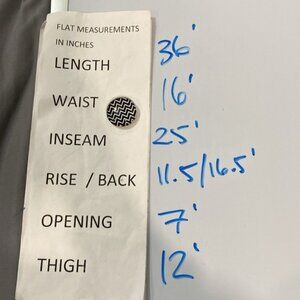 FLAT MEASUREMENTS
IN INCHES
LENGTH 36'
WAIST 16'
INSEAM 25'
RISE / BACK 11.5/16.5'
OPENING 7'
THIGH 12'